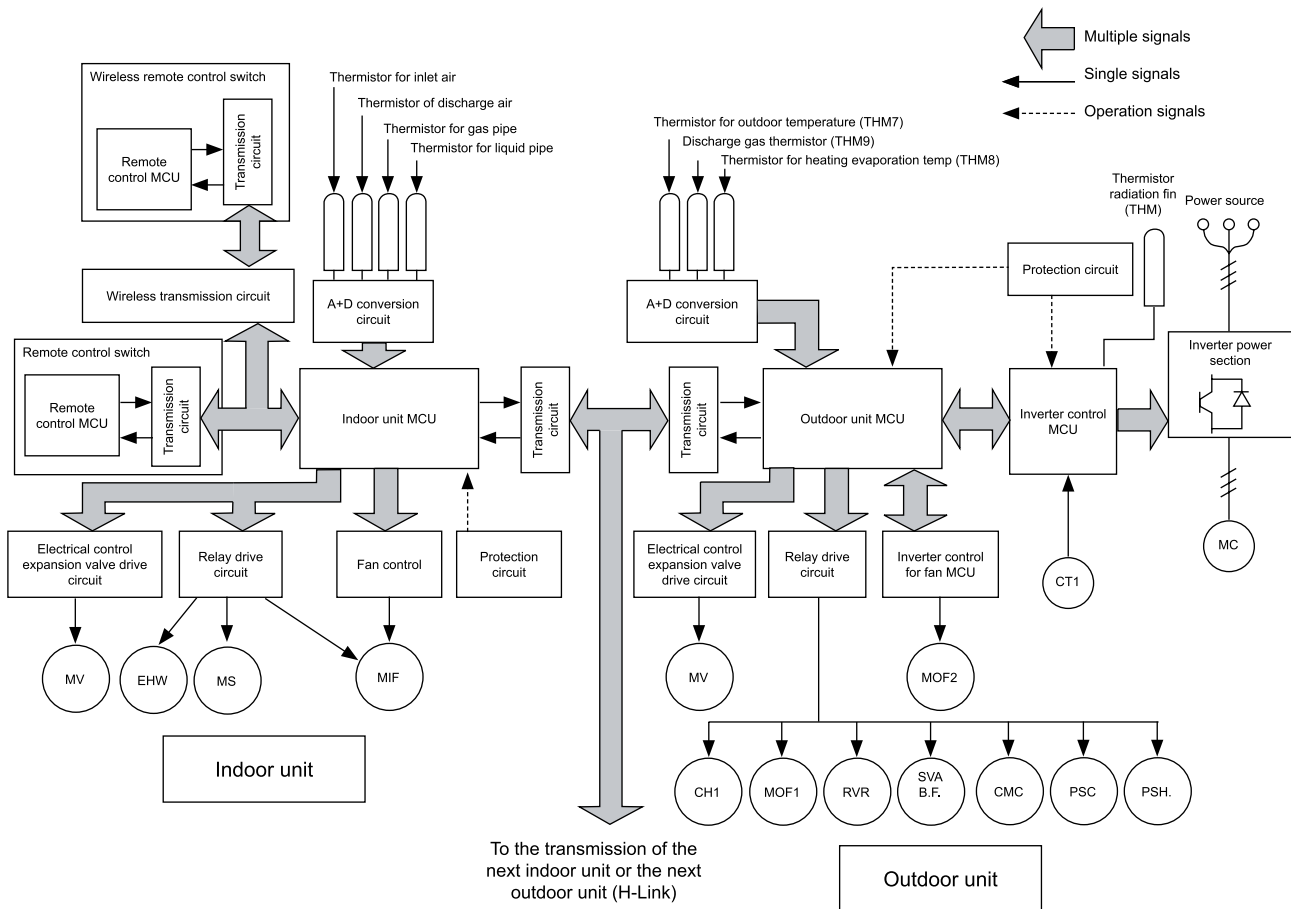 Multiple signals
Single signals
Operation signals
Wireless remote control switch
Remote
control MCU
Transmission
circuit
Wireless transmission circuit
Thermistor for inlet air
Thermistor of discharge air
Thermistor for gas pipe
Thermistor for liquid pipe
A+D conversion
circuit
Thermistor for outdoor temperature (THM7)
Discharge gas thermistor (THM9)
Thermistor for heating evaporation temp (THM8)
A+D conversion
circuit
Thermistor
radiation fin
(THM)
Power source
Protection circuit
Inverter power
section
Remote control switch
Remote
control MCU
Transmission
circuit
Indoor unit MCU
Transmission
circuit
Transmission
circuit
Outdoor unit MCU
Inverter control
MCU
Electrical control
expansion valve drive
circuit
Relay drive
circuit
Fan control
Protection
circuit
Electrical control
expansion valve
drive circuit
Relay drive
circuit
Inverter control
for fan MCU
CT1
MC
MV
EHW
MS
MIF
MV
MOF2
CH1
MOF1
RVR
SVA
B.F.
CMC
PSC
PSH.
Indoor unit
To the transmission of the
next indoor unit or the next
outdoor unit (H-Link)
Outdoor unit